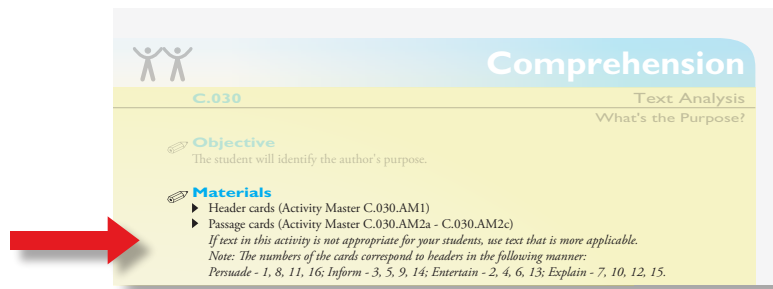 Comprehension
C.030
Text Analysis
What's the Purpose?
Objective
The student will identify the author's purpose.
Materials
Header cards (Activity Master C.030.AM1)
Passage cards (Activity Master C.030.AM2a - C.030.AM2c)
If text in this activity is not appropriate for your students, use text that is more applicable.
Note: The numbers of the cards correspond to headers in the following manner:
Persuade - 1, 8, 11, 16; Inform - 3, 5, 9, 14; Entertain - 2, 4, 6, 13; Explain - 7, 10, 12, 15.